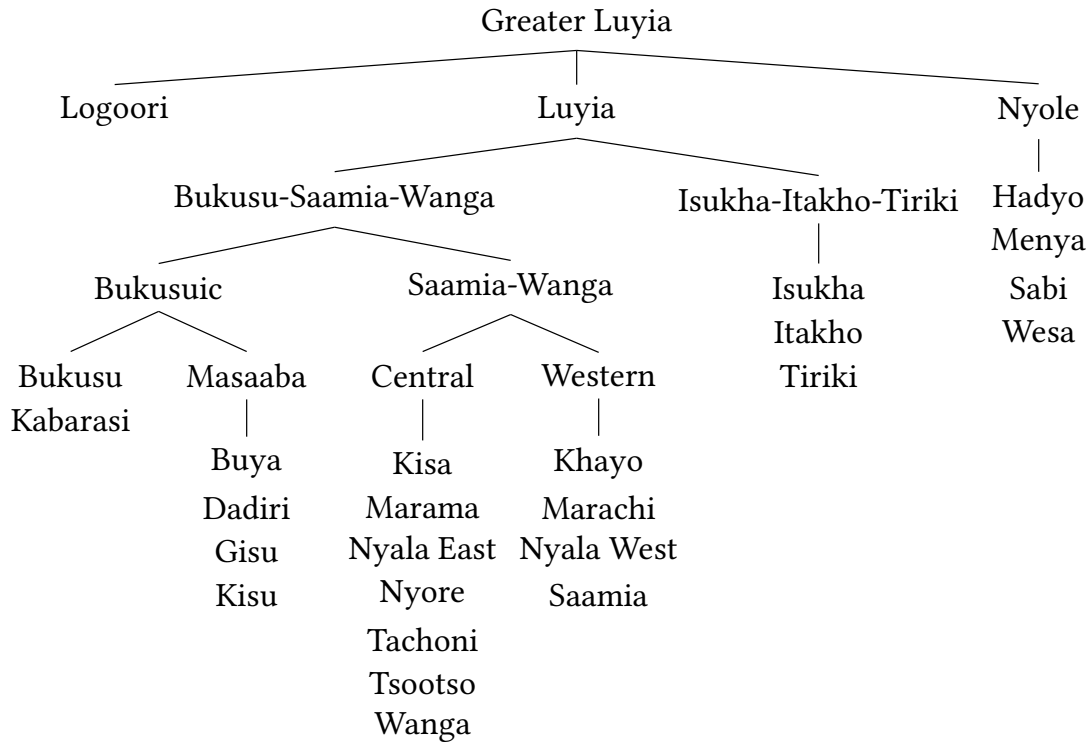 Greater Luyia
Logoori Luyia Nyole
Bukusu-Saamia-Wanga Isukha-Itakho-Tiriki Hadyo
Menya
Bukusuic Saamia-Wanga Isukha Sabi
Itakho Wesa
Bukusu Masaaba Central Western Tiriki
Kabarasi
Buya Kisa Khayo
Dadiri Marama Marachi
Gisu Nyala East Nyala West
Kisu Nyore Saamia
Tachoni
Tsootso
Wanga